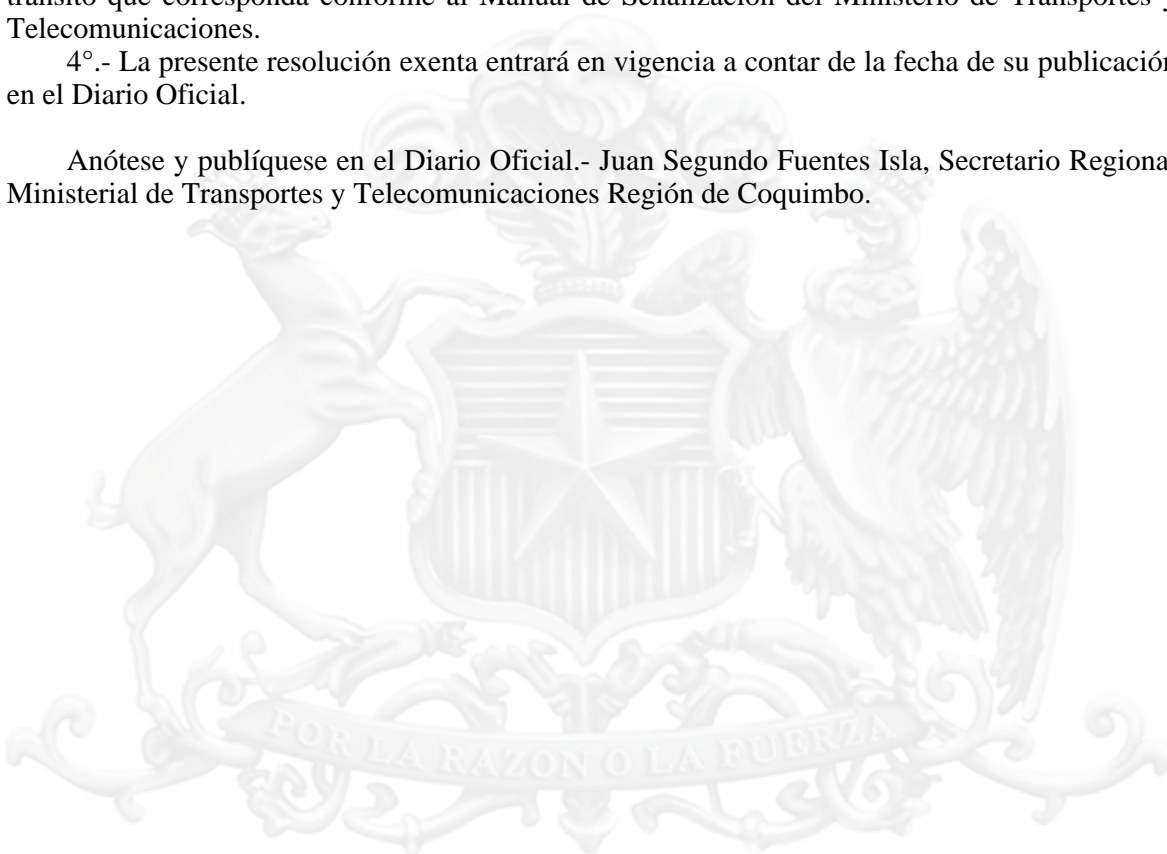 tránsito que corresponda conforme al Manual de Señalización del Ministerio de Transportes y
Telecomunicaciones.
4°.- La presente resolución exenta entrará en vigencia a contar de la fecha de su publicación
en el Diario Oficial.
Anótese y publíquese en el Diario Oficial.- Juan Segundo Fuentes Isla, Secretario Regional
Ministerial de Transportes y Telecomunicaciones Región de Coquimbo.
POR LA RAZON O LA FUERZA